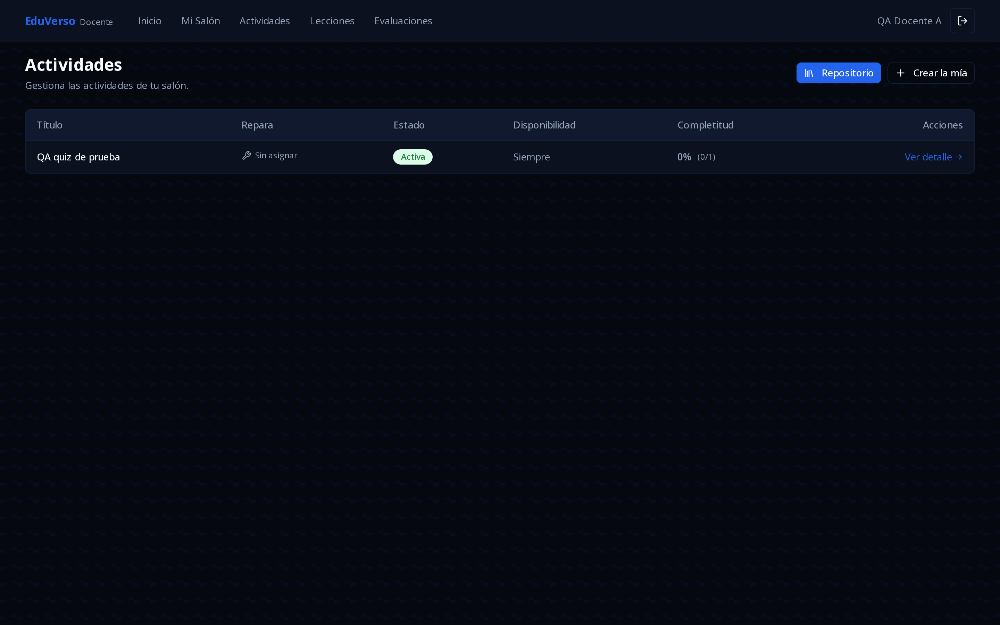 EduVerso Docente Inicio Mi Salón Actividades Lecciones Evaluaciones QA Docente A
Actividades
Gestiona las actividades de tu salón.
Repositorio Crear la mía
Título Repara Estado Disponibilidad Completitud Acciones
QA quiz de prueba Sin asignar Activa Siempre 0% (0/1) Ver detalle